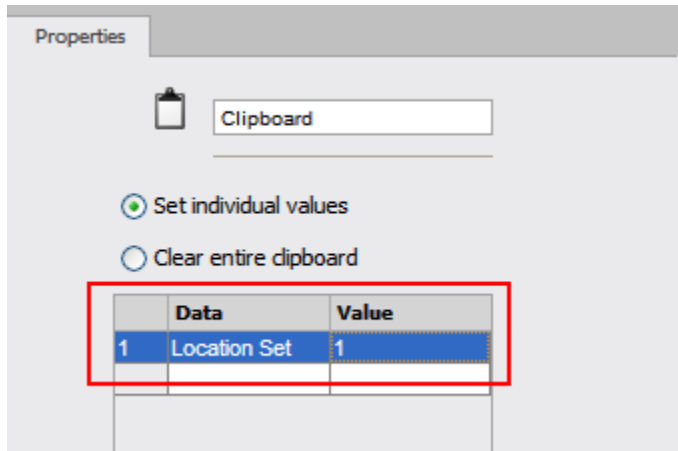 Properties
Clipboard
Set individual values
Clear entire clipboard
Data Value
1 Location Set 1